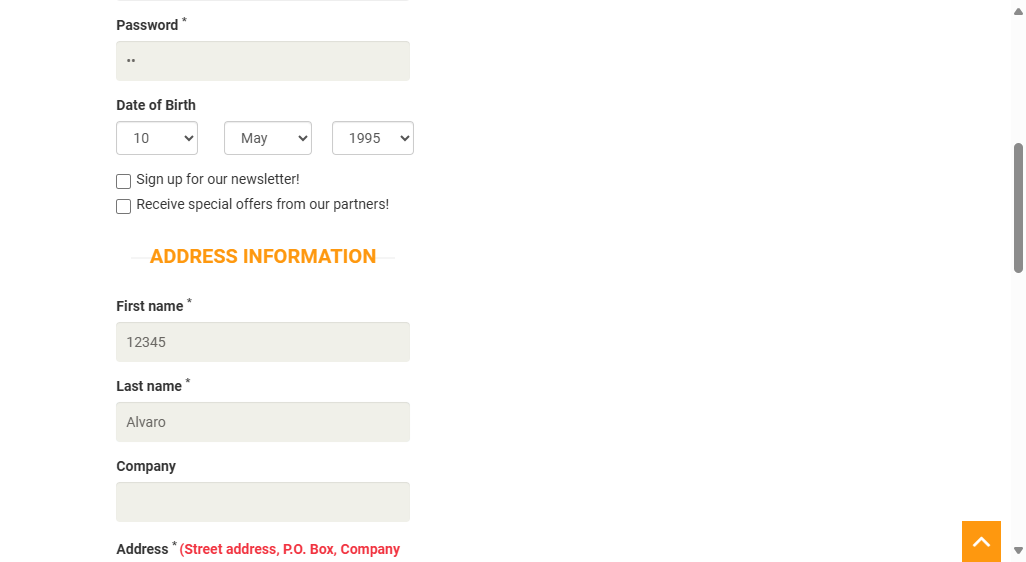 Password *
••
Date of Birth
10 May 1995
Sign up for our newsletter!
Receive special offers from our partners!
ADDRESS INFORMATION
First name *
12345
Last name *
Alvaro
Company
Address * (Street address, P.O. Box, Company